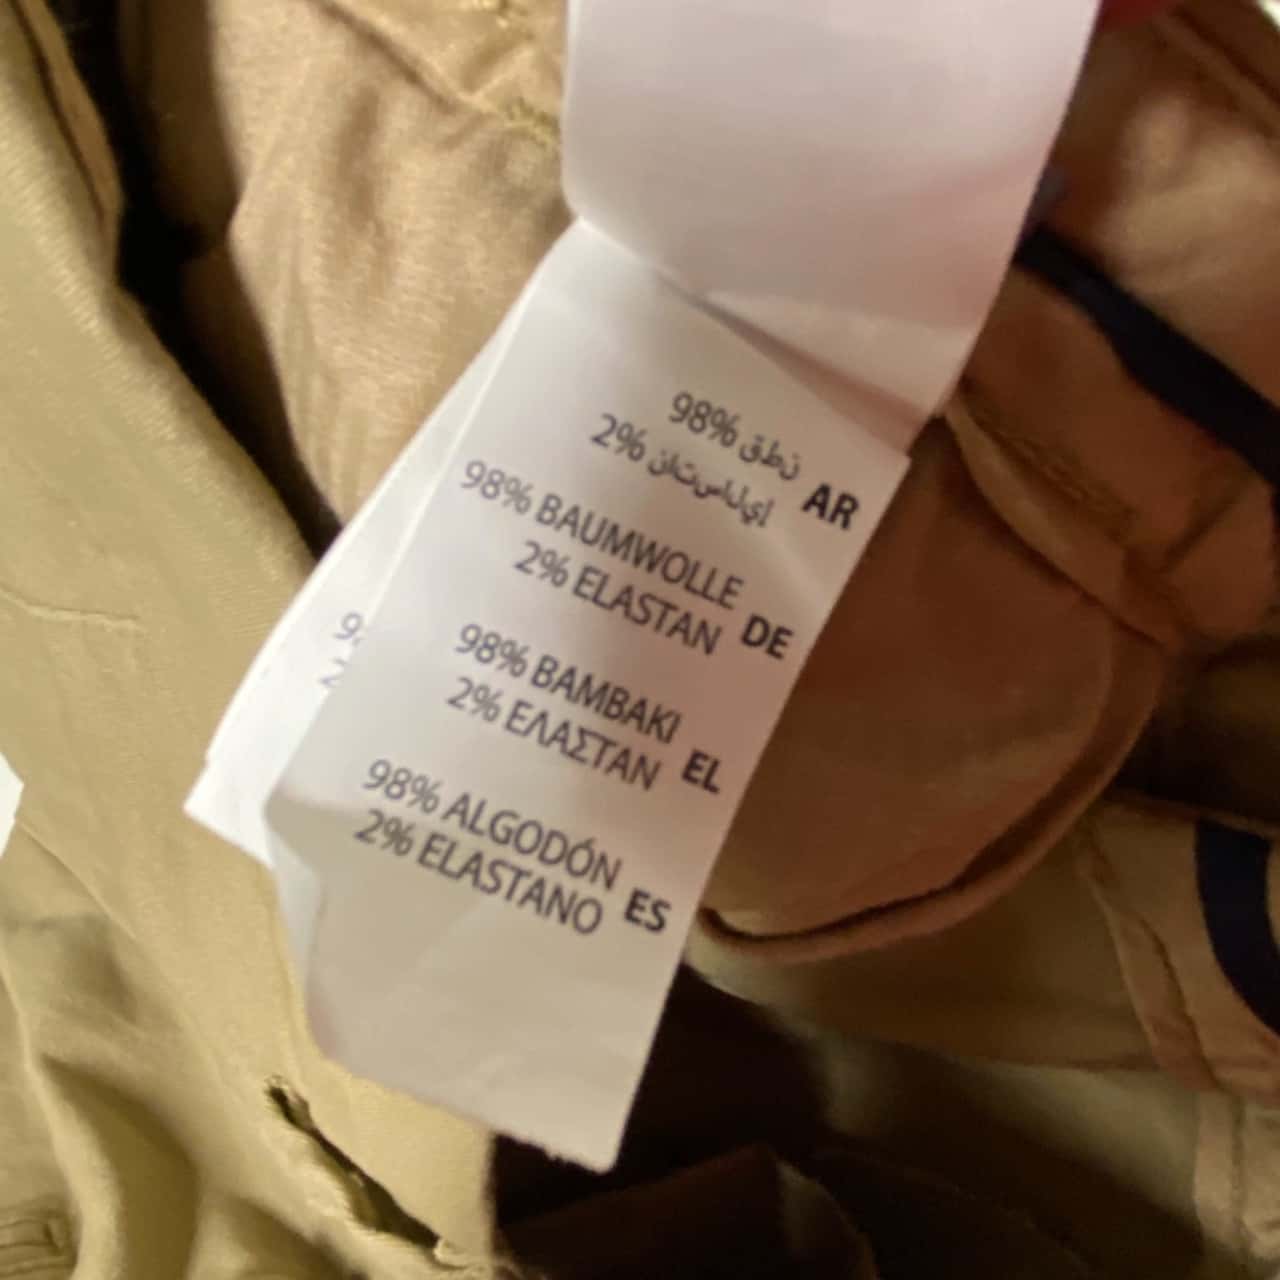 98% قطن
2% إيلاستان AR
98% BAUMWOLLE
2% ELASTAN DE
98% ΒΑΜΒΑΚΙ
2% ΕΛΑΣΤΑΝ EL
98% ALGODÓN
2% ELASTANO ES